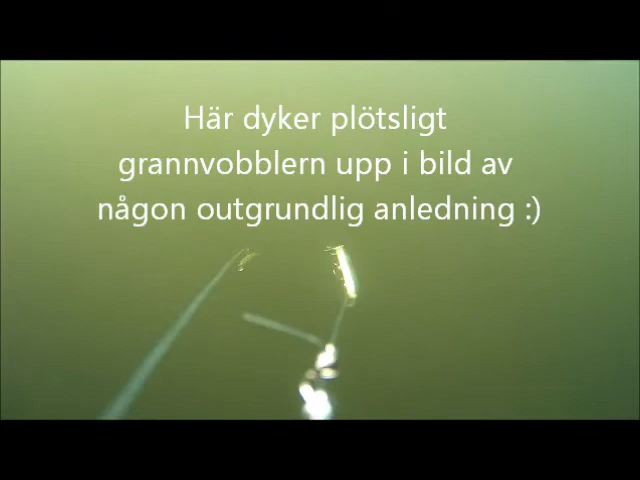 Här dyker plötsligt
grannvobblern upp i bild av
någon outgrundlig anledning :)